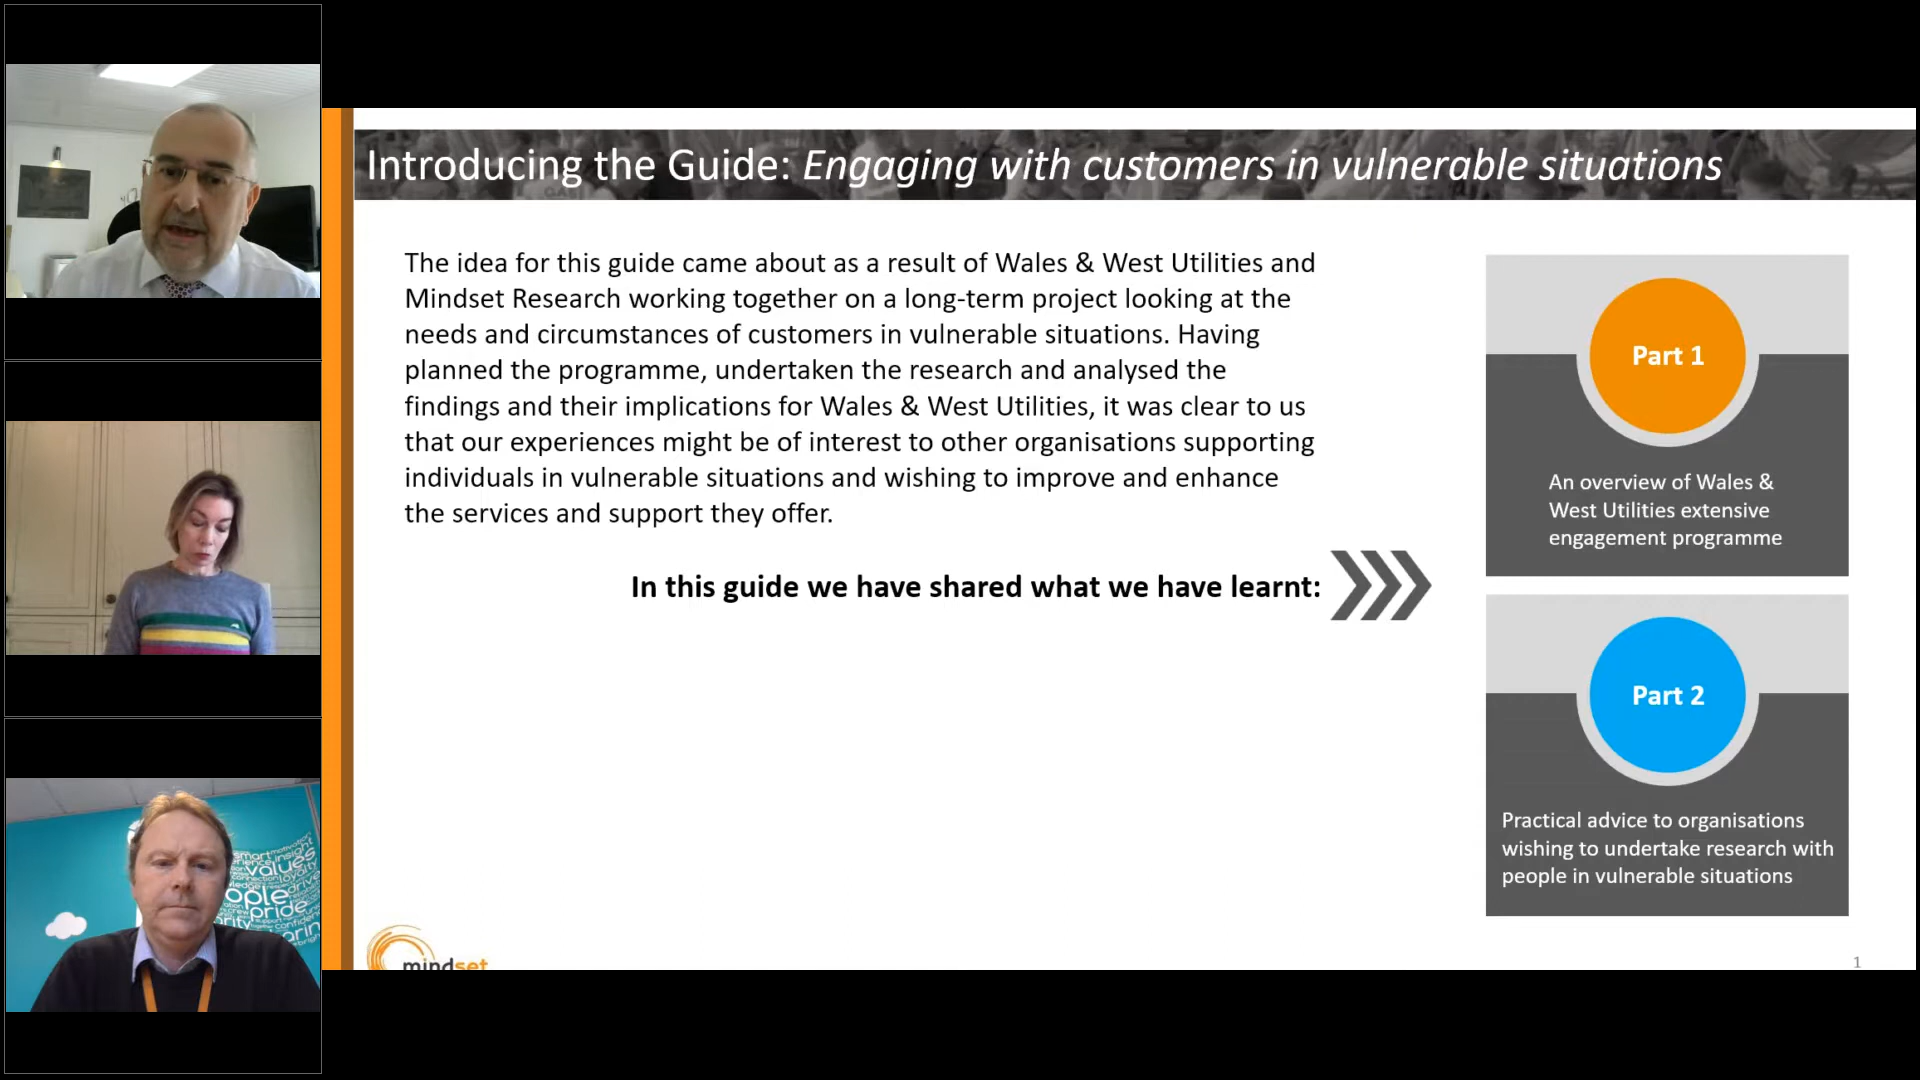 Introducing the Guide: Engaging with customers in vulnerable situations
The idea for this guide came about as a result of Wales & West Utilities and
Mindset Research working together on a long-term project looking at the
needs and circumstances of customers in vulnerable situations. Having
planned the programme, undertaken the research and analysed the
findings and their implications for Wales & West Utilities, it was clear to us
that our experiences might be of interest to other organisations supporting
individuals in vulnerable situations and wishing to improve and enhance
the services and support they offer.
In this guide we have shared what we have learnt:
Part 1
An overview of Wales &
West Utilities extensive
engagement programme
Part 2
Practical advice to organisations
wishing to undertake research with
people in vulnerable situations
mindset
1
smart
insight
values
pride